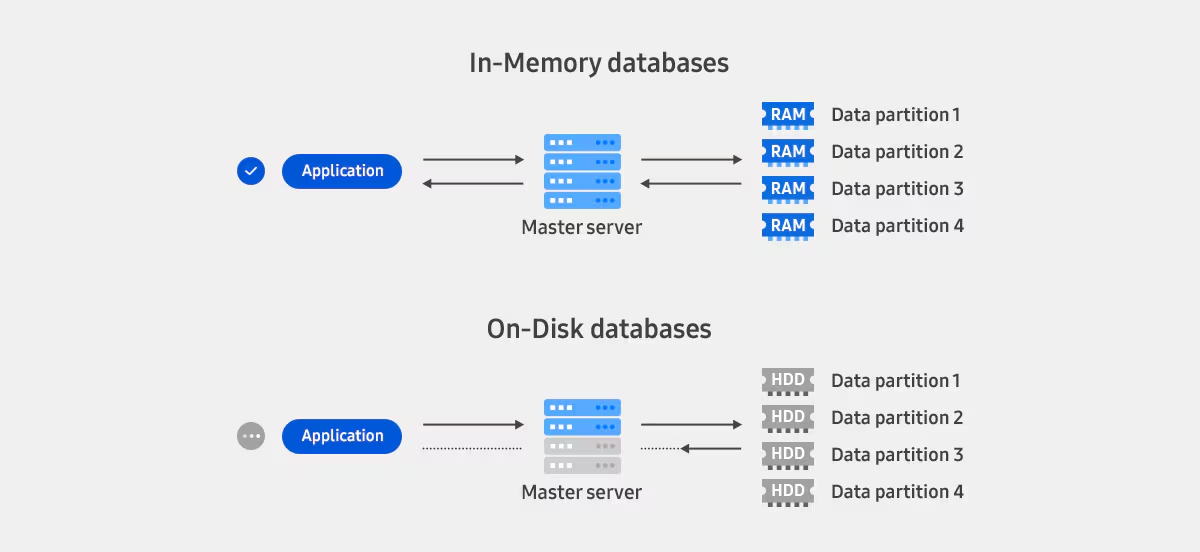 In-Memory databases
Application
Master server
RAM Data partition 1
RAM Data partition 2
RAM Data partition 3
RAM Data partition 4
On-Disk databases
Application
Master server
HDD Data partition 1
HDD Data partition 2
HDD Data partition 3
HDD Data partition 4